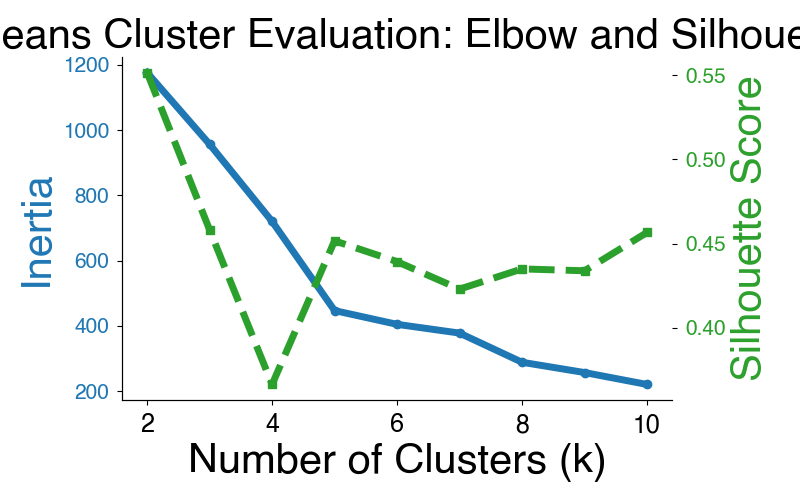 eans Cluster Evaluation: Elbow and Silhoue
1200
1000
800
600
400
200
Inertia
0.55
0.50
0.45
0.40
Silhouette Score
2 4 6 8 10
Number of Clusters (k)